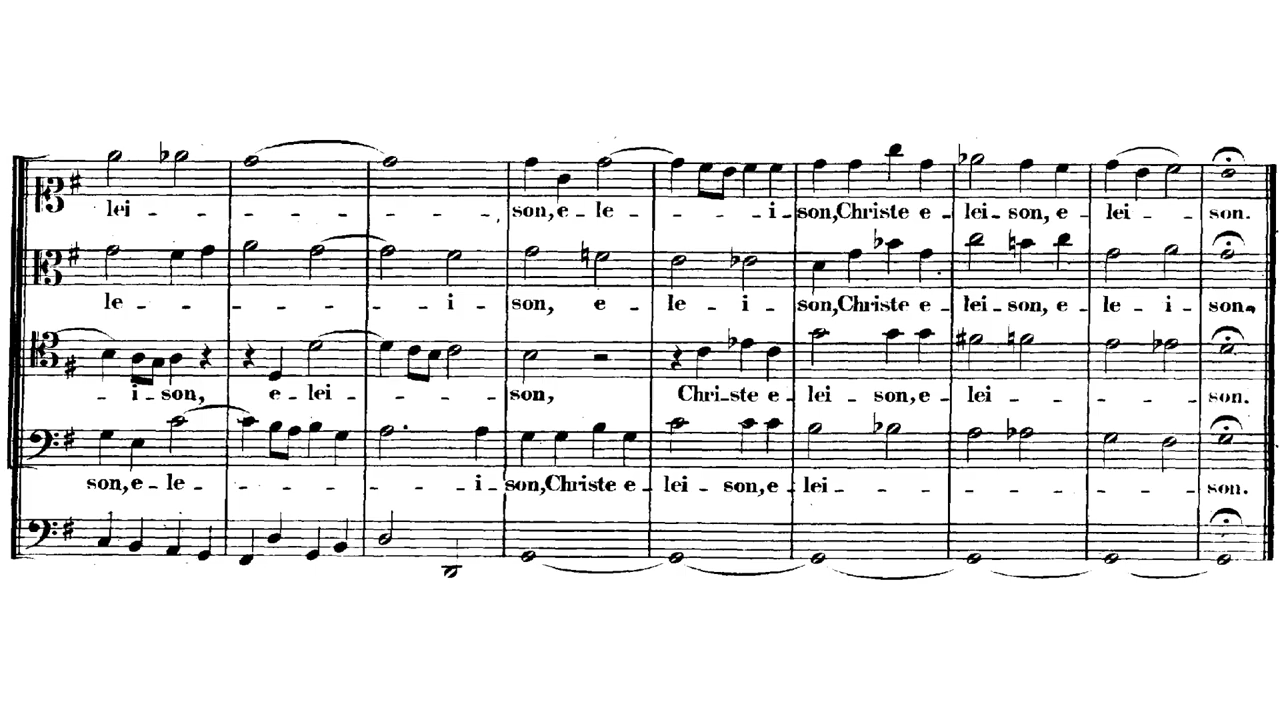 lei - - - - - - - - - - son, e - le - - - - i - son, Christe e - lei - son, e - lei - - son.
le - - - - - - - - i - son, e - le - i - son, Christe e - lei - son, e - le - i - son.
- i - son, e - lei - - - - - son, Chri - ste e - lei - son, e - lei - - - - - - son.
son, e - le - - - - - - - - i - son, Christe e - lei - son, e - lei - - - - - - - son.